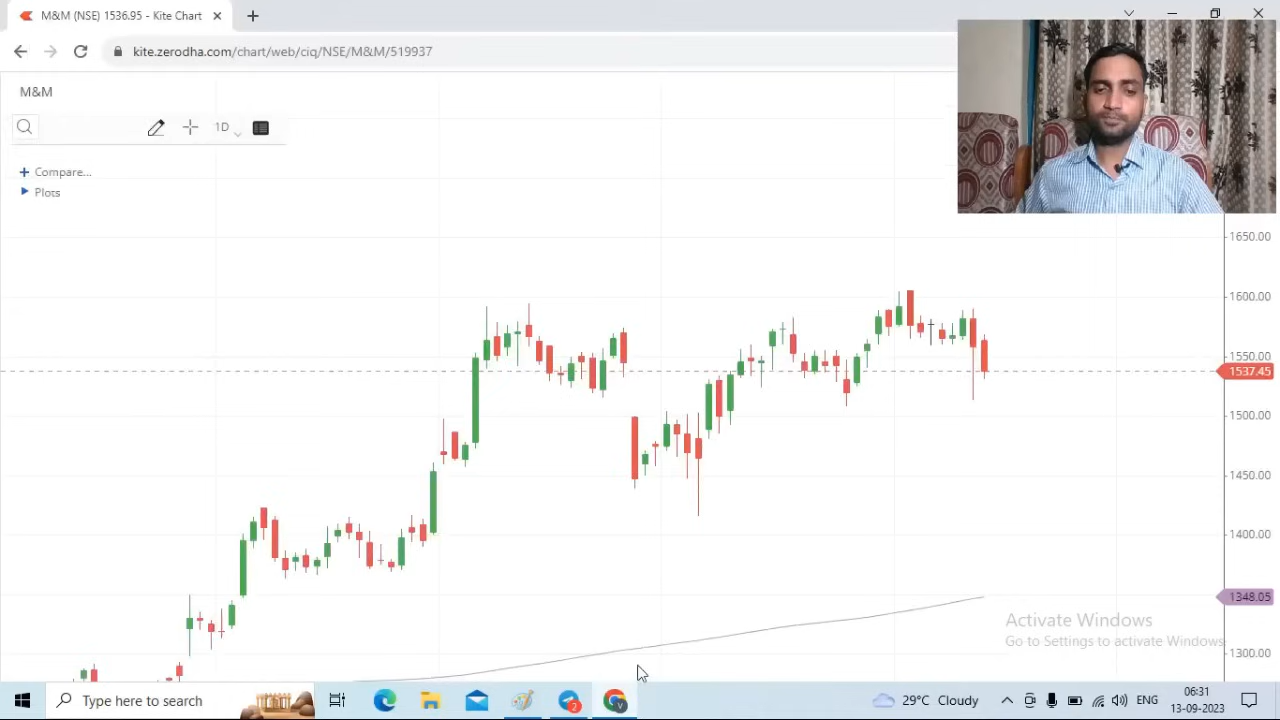 M&M (NSE) 1536.95 - Kite Chart
kite.zerodha.com/chart/web/ciq/NSE/M&M/519937
M&M
1D
Compare...
Plots
1650.00
1600.00
1550.00
1537.45
1500.00
1450.00
1400.00
1348.05
1300.00
Activate Windows
Go to Settings to activate Windows
Type here to search
2
V
29°C Cloudy
ENG
06:31
13-09-2023